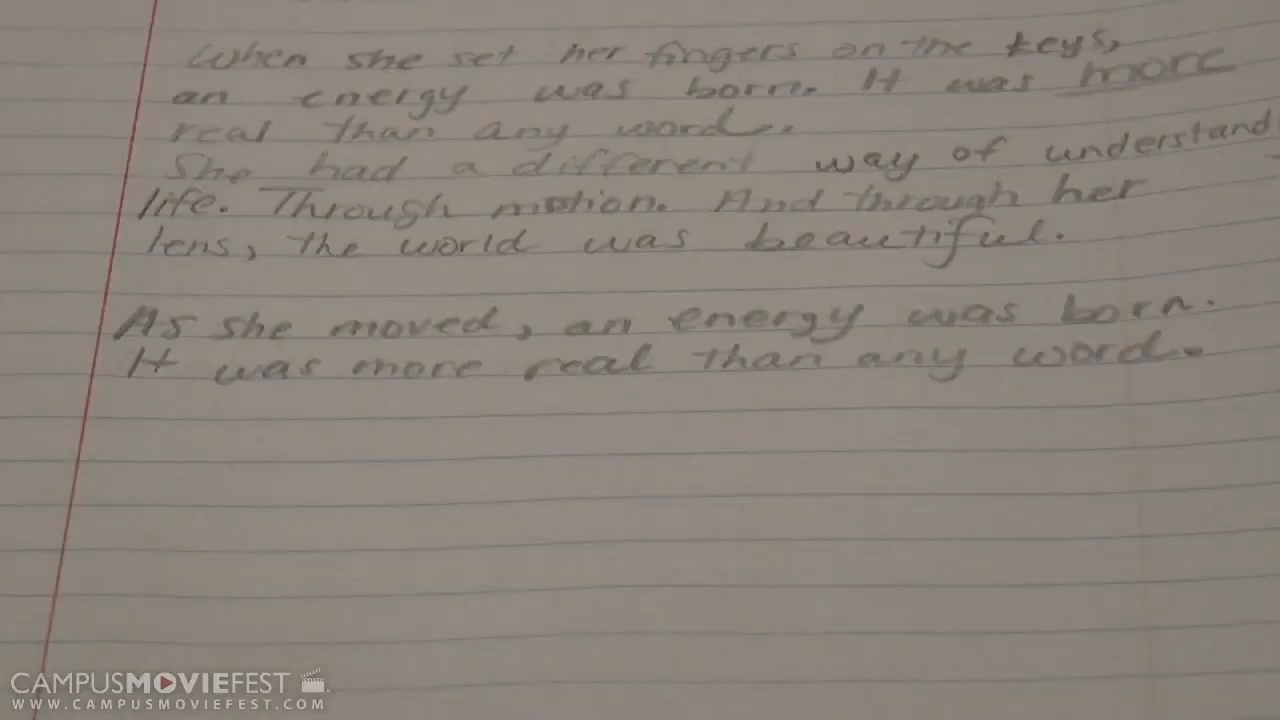 When she set her fingers on the keys,
an energy was born. It was more
real than any word.
She had a different way of understand
life. Through motion. And through her
lens, the world was beautiful.
As she moved, an energy was born.
It was more real than any word.
CAMPUSMOVIEFEST
WWW.CAMPUSMOVIEFEST.COM